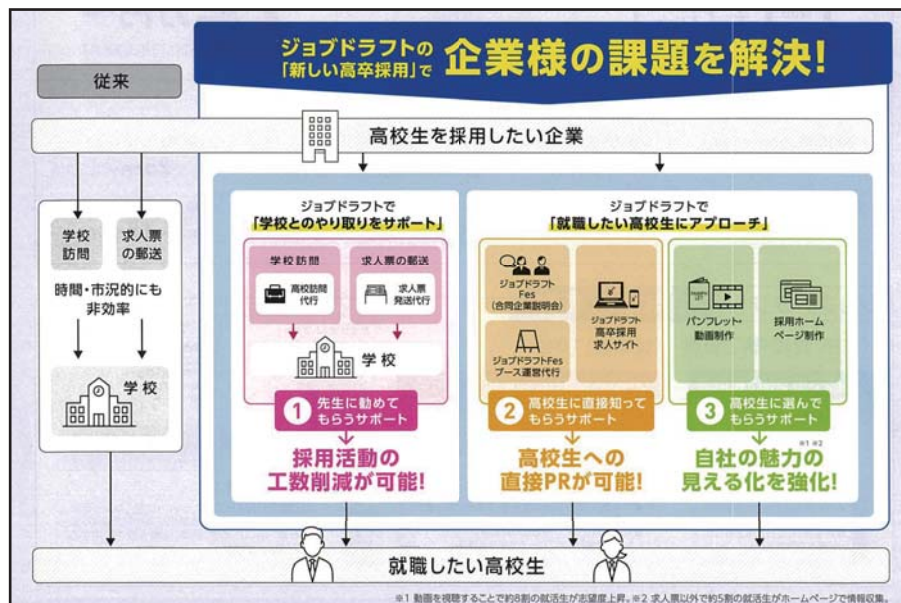 ジョブドラフトの
「新しい高卒採用」で
企業様の課題を解決!
従来
高校生を採用したい企業
学校
訪問
求人票
の郵送
時間・市況的にも
非効率
学校
ジョブドラフトで
「学校とのやり取りをサポート」
学校訪問
高校訪問
代行
求人票の郵送
求人票
発送代行
学校
1 先生に勧めて
もらうサポート
採用活動の
工数削減が可能!
ジョブドラフトで
「就職したい高校生にアプローチ」
ジョブドラフト
Fes
(合同企業説明会)
ジョブドラフトFes
ブース運営代行
ジョブドラフト
高卒採用
求人サイト
2 高校生に直接知って
もらうサポート
高校生への
直接PRが可能!
パンフレット・
動画制作
採用ホーム
ページ制作
3 高校生に選んで
もらうサポート
※1 ※2
自社の魅力の
見える化を強化!
就職したい高校生
※1 動画を視聴することで約8割の就活生が志望度上昇。※2 求人票以外で約5割の就活生がホームページで情報収集。